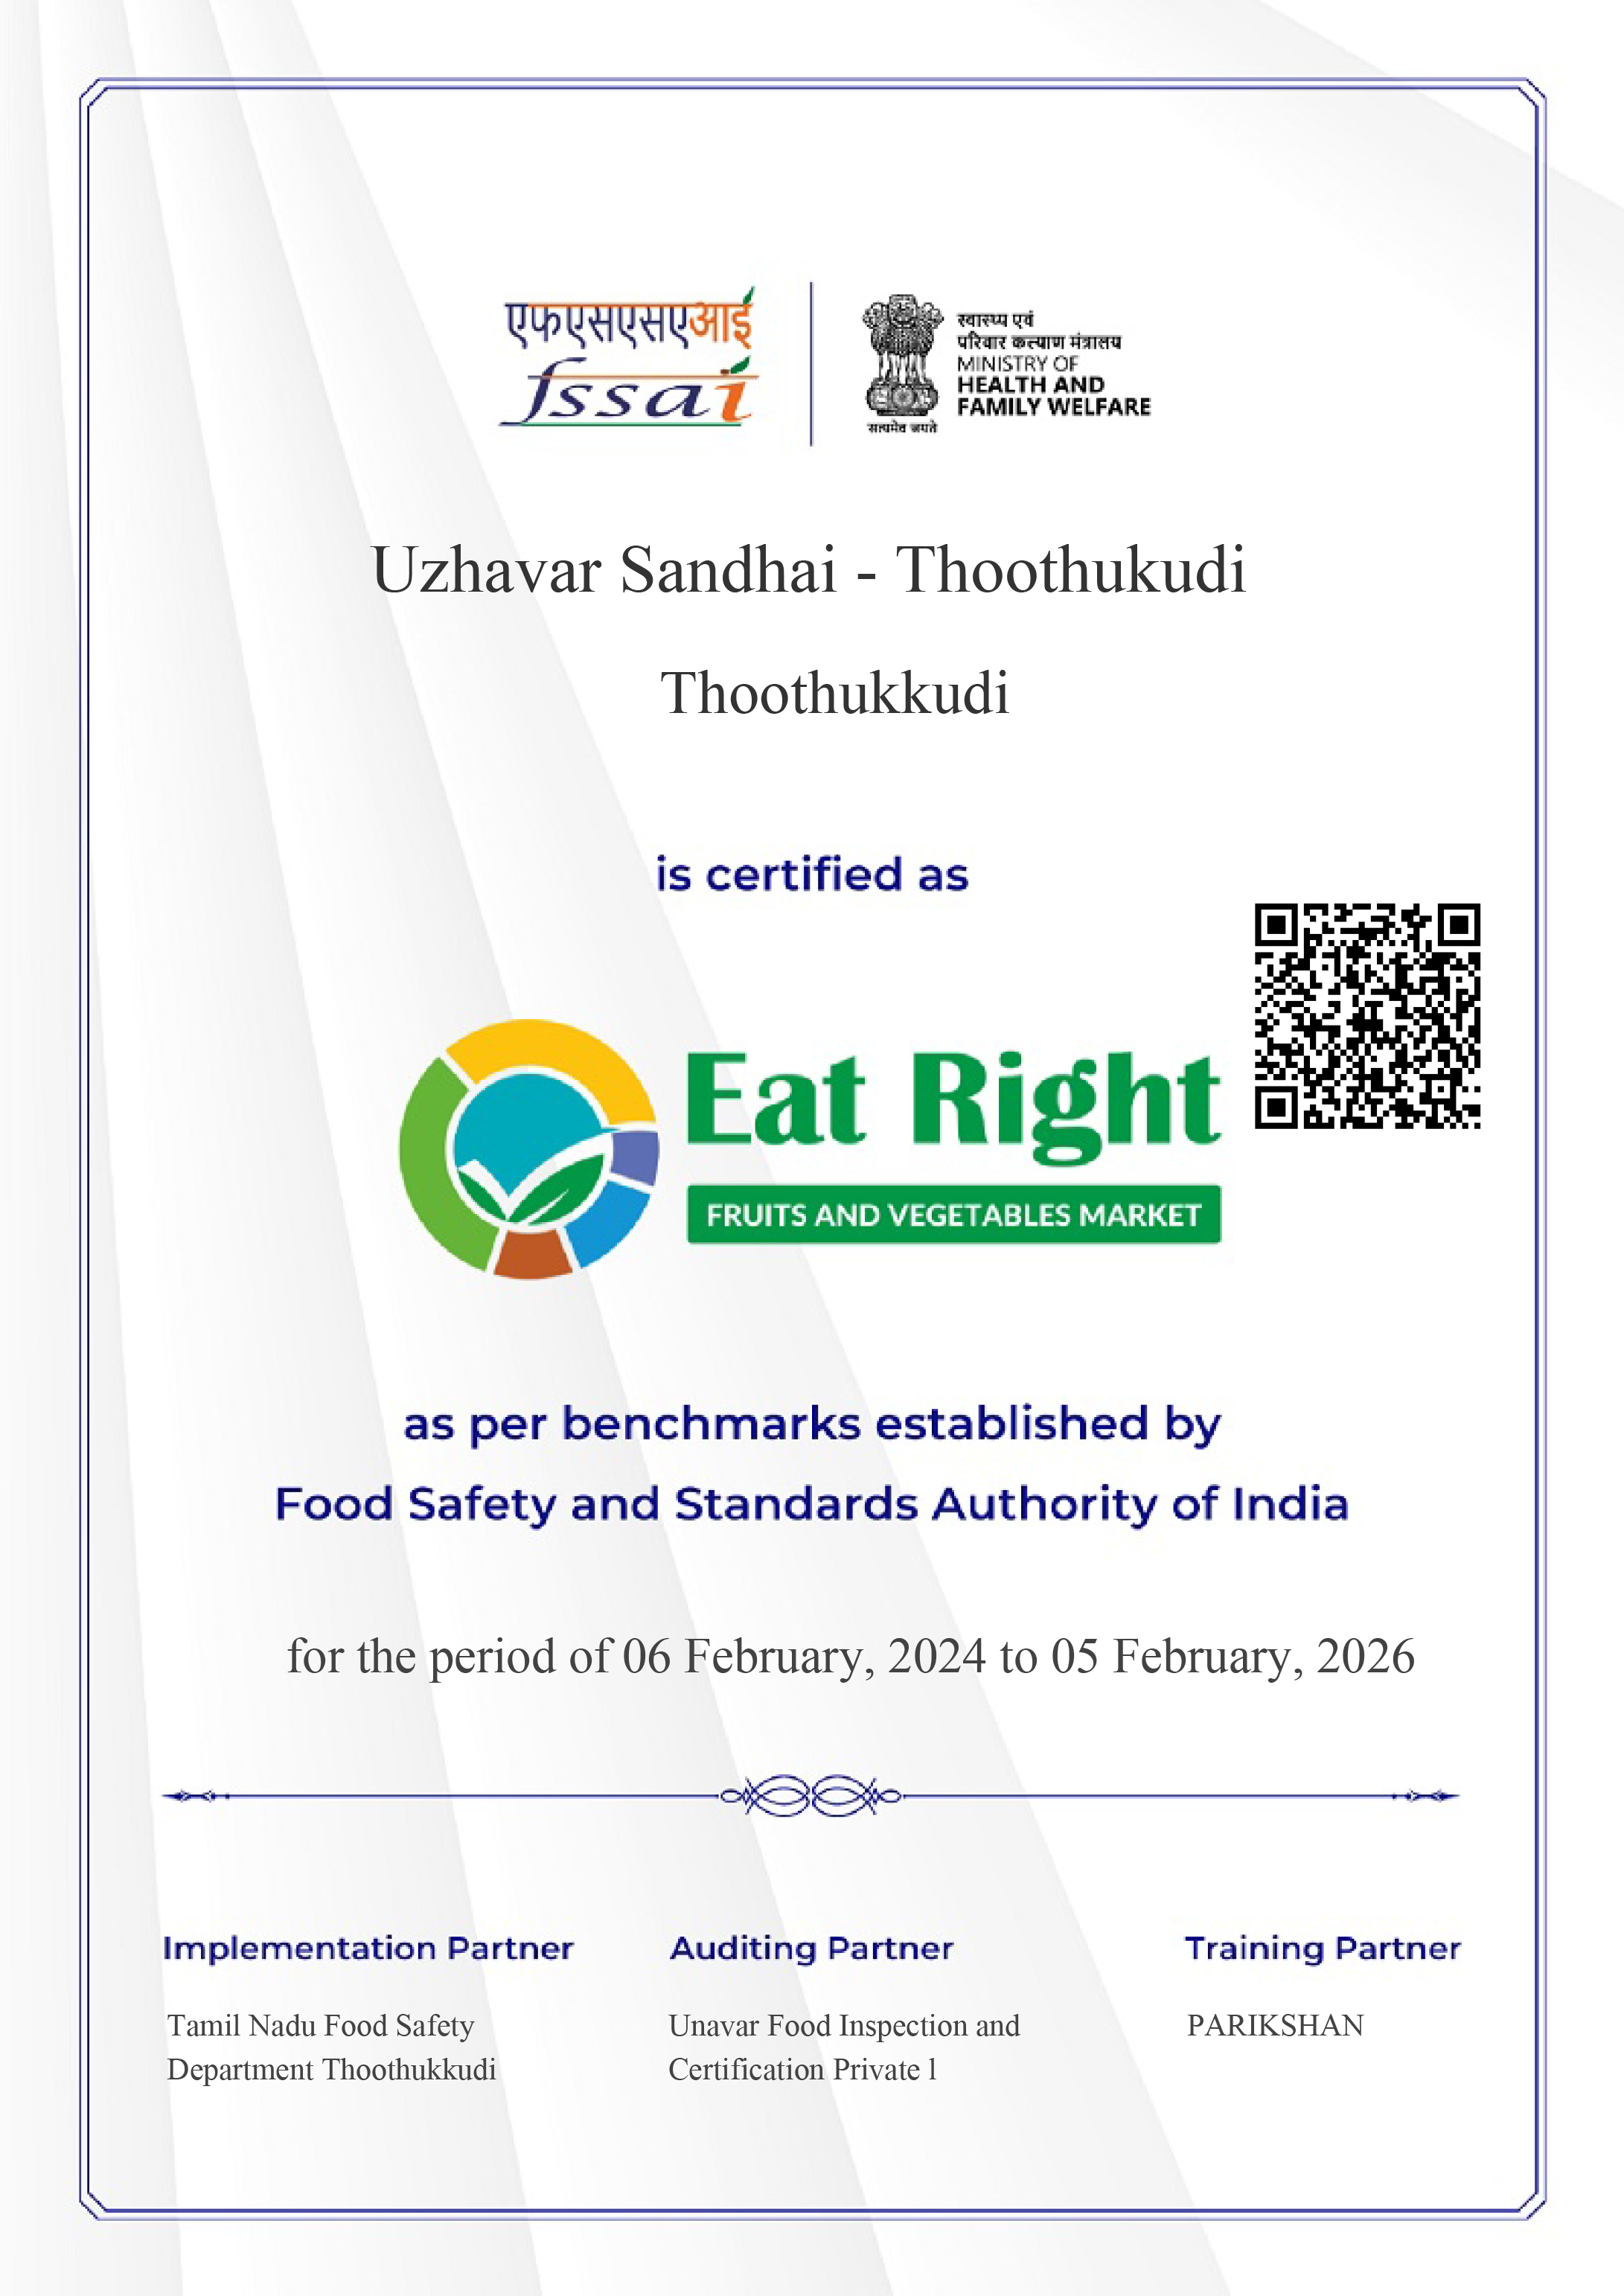 एफएसएसएआई
fssai
स्वास्थ्य एवं
परिवार कल्याण मंत्रालय
MINISTRY OF
HEALTH AND
FAMILY WELFARE
सत्यमेव जयते
Uzhavar Sandhai - Thoothukudi
Thoothukkudi
is certified as
Eat Right
FRUITS AND VEGETABLES MARKET
as per benchmarks established by
Food Safety and Standards Authority of India
for the period of 06 February, 2024 to 05 February, 2026
Implementation Partner
Tamil Nadu Food Safety
Department Thoothukkudi
Auditing Partner
Unavar Food Inspection and
Certification Private l
Training Partner
PARIKSHAN